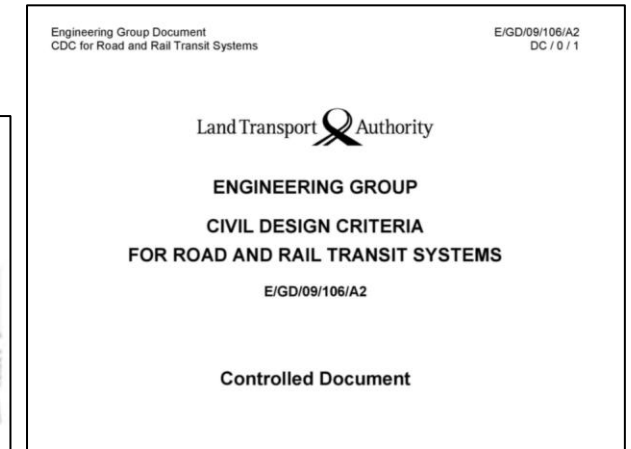 Engineering Group Document
CDC for Road and Rail Transit Systems
E/GD/09/106/A2
DC / 0 / 1
Land Transport Authority
ENGINEERING GROUP
CIVIL DESIGN CRITERIA
FOR ROAD AND RAIL TRANSIT SYSTEMS
E/GD/09/106/A2
Controlled Document